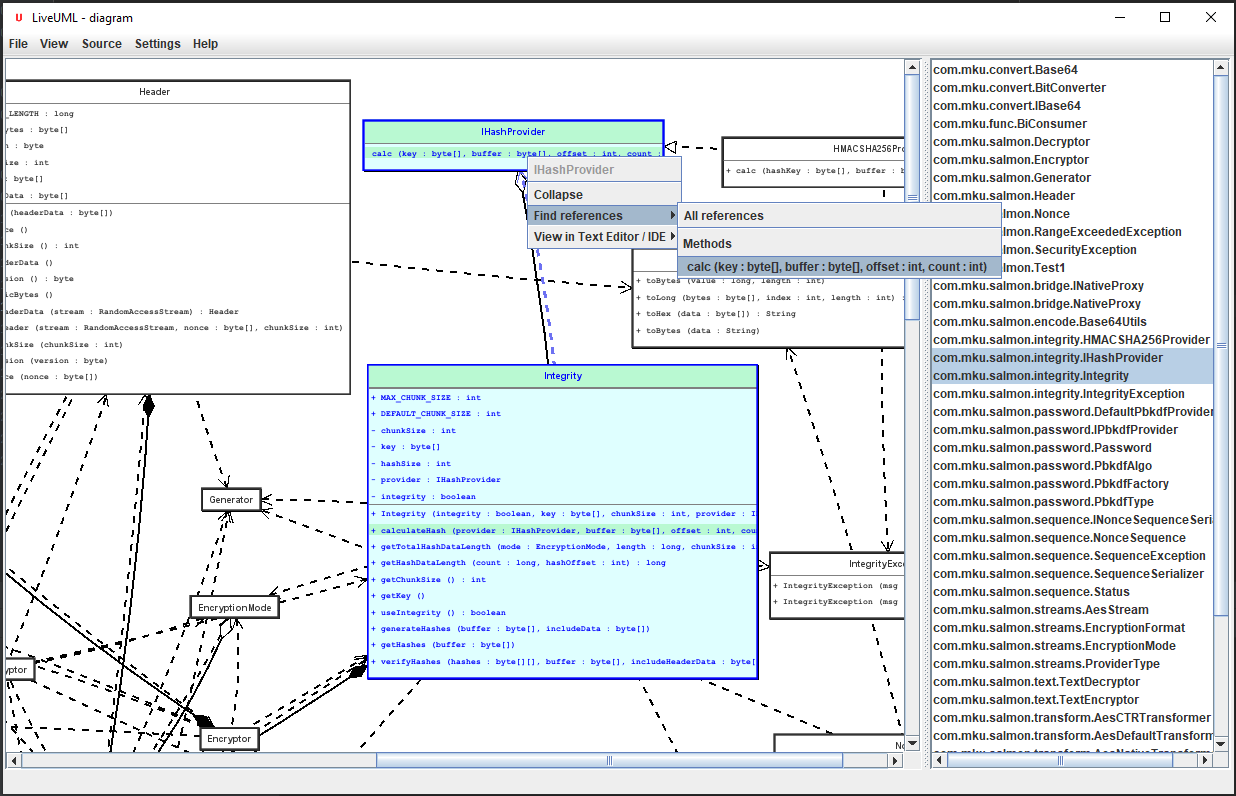 LiveUML - diagram
File View Source Settings Help
Header
_LENGTH : long
ytes : byte[]
: byte
ize : int
: byte[]
Data : byte[]
(headerData : byte[])
ce ()
nkSize () : int
derData ()
sion () : byte
icBytes ()
derData (stream : RandomAccessStream) : Header
eader (stream : RandomAccessStream, nonce : byte[], chunkSize : int)
nkSize (chunkSize : int)
sion (version : byte)
ce (nonce : byte[])
IHashProvider
calc (key : byte[], buffer : byte[], offset : int, count :
HMACSHA256Pro
+ calc (hashKey : byte[], buffer : b
IHashProvider
Collapse
Find references
View in Text Editor / IDE
All references
Methods
calc (key : byte[], buffer : byte[], offset : int, count : int)
+ toBytes (value : long, length : int)
+ toLong (bytes : byte[], index : int, length : int) :
+ toHex (data : byte[]) : String
+ toBytes (data : String)
Integrity
+ MAX_CHUNK_SIZE : int
+ DEFAULT_CHUNK_SIZE : int
- chunkSize : int
- key : byte[]
- hashSize : int
- provider : IHashProvider
- integrity : boolean
+ Integrity (integrity : boolean, key : byte[], chunkSize : int, provider : I
+ calculateHash (provider : IHashProvider, buffer : byte[], offset : int, cou
+ getTotalHashDataLength (mode : EncryptionMode, length : long, chunkSize : i
+ getHashDataLength (count : long, hashOffset : int) : long
+ getChunkSize () : int
+ getKey ()
+ useIntegrity () : boolean
+ generateHashes (buffer : byte[], includeData : byte[])
+ getHashes (buffer : byte[])
+ verifyHashes (hashes : byte[][], buffer : byte[], includeHeaderData : byte[
Generator
EncryptionMode
yptor
Encryptor
IntegrityExce
+ IntegrityException (msg
+ IntegrityException (msg
No
com.mku.convert.Base64
com.mku.convert.BitConverter
com.mku.convert.IBase64
com.mku.func.BiConsumer
com.mku.salmon.Decryptor
com.mku.salmon.Encryptor
com.mku.salmon.Generator
com.mku.salmon.Header
lmon.Nonce
lmon.RangeExceededException
lmon.SecurityException
lmon.Test1
com.mku.salmon.bridge.INativeProxy
com.mku.salmon.bridge.NativeProxy
com.mku.salmon.encode.Base64Utils
com.mku.salmon.integrity.HMACSHA256Provider
com.mku.salmon.integrity.IHashProvider
com.mku.salmon.integrity.Integrity
com.mku.salmon.integrity.IntegrityException
com.mku.salmon.password.DefaultPbkdfProvider
com.mku.salmon.password.IPbkdfProvider
com.mku.salmon.password.Password
com.mku.salmon.password.PbkdfAlgo
com.mku.salmon.password.PbkdfFactory
com.mku.salmon.password.PbkdfType
com.mku.salmon.sequence.INonceSequenceSeria
com.mku.salmon.sequence.NonceSequence
com.mku.salmon.sequence.SequenceException
com.mku.salmon.sequence.SequenceSerializer
com.mku.salmon.sequence.Status
com.mku.salmon.streams.AesStream
com.mku.salmon.streams.EncryptionFormat
com.mku.salmon.streams.EncryptionMode
com.mku.salmon.streams.ProviderType
com.mku.salmon.text.TextDecryptor
com.mku.salmon.text.TextEncryptor
com.mku.salmon.transform.AesCTRTransformer
com.mku.salmon.transform.AesDefaultTransform
com.mku.salmon.transform.AesNativeTransform